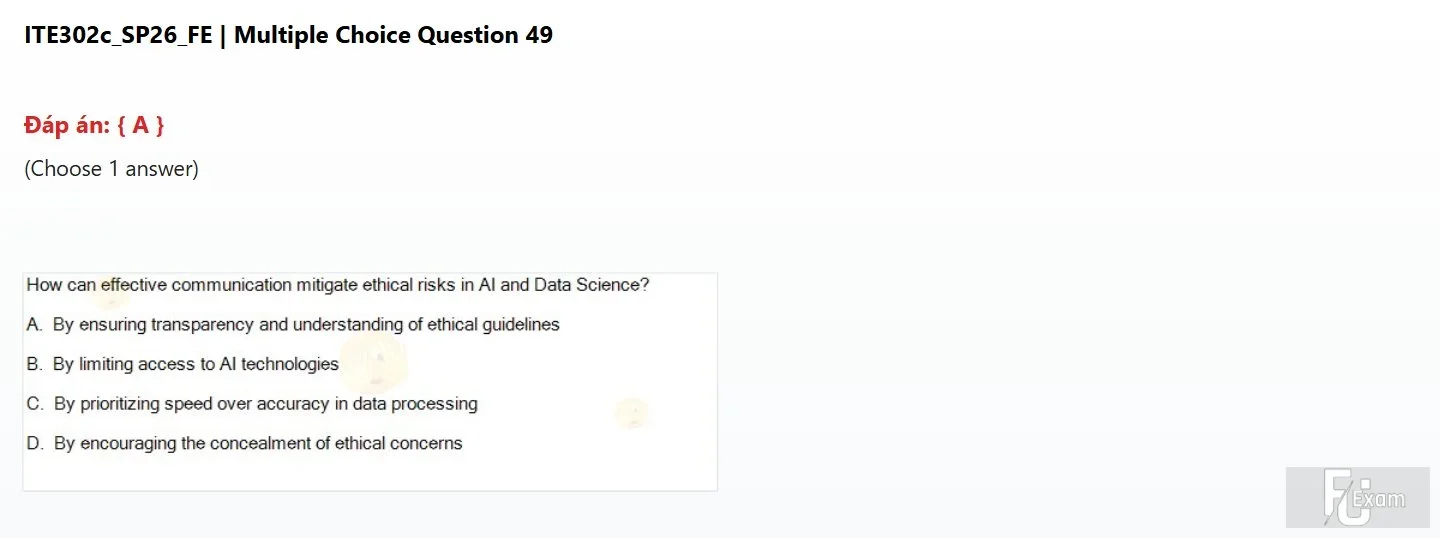 ITE302c_SP26_FE | Multiple Choice Question 49
Đáp án: { A }
(Choose 1 answer)
How can effective communication mitigate ethical risks in AI and Data Science?
A. By ensuring transparency and understanding of ethical guidelines
B. By limiting access to AI technologies
C. By prioritizing speed over accuracy in data processing
D. By encouraging the concealment of ethical concerns
FU Exam